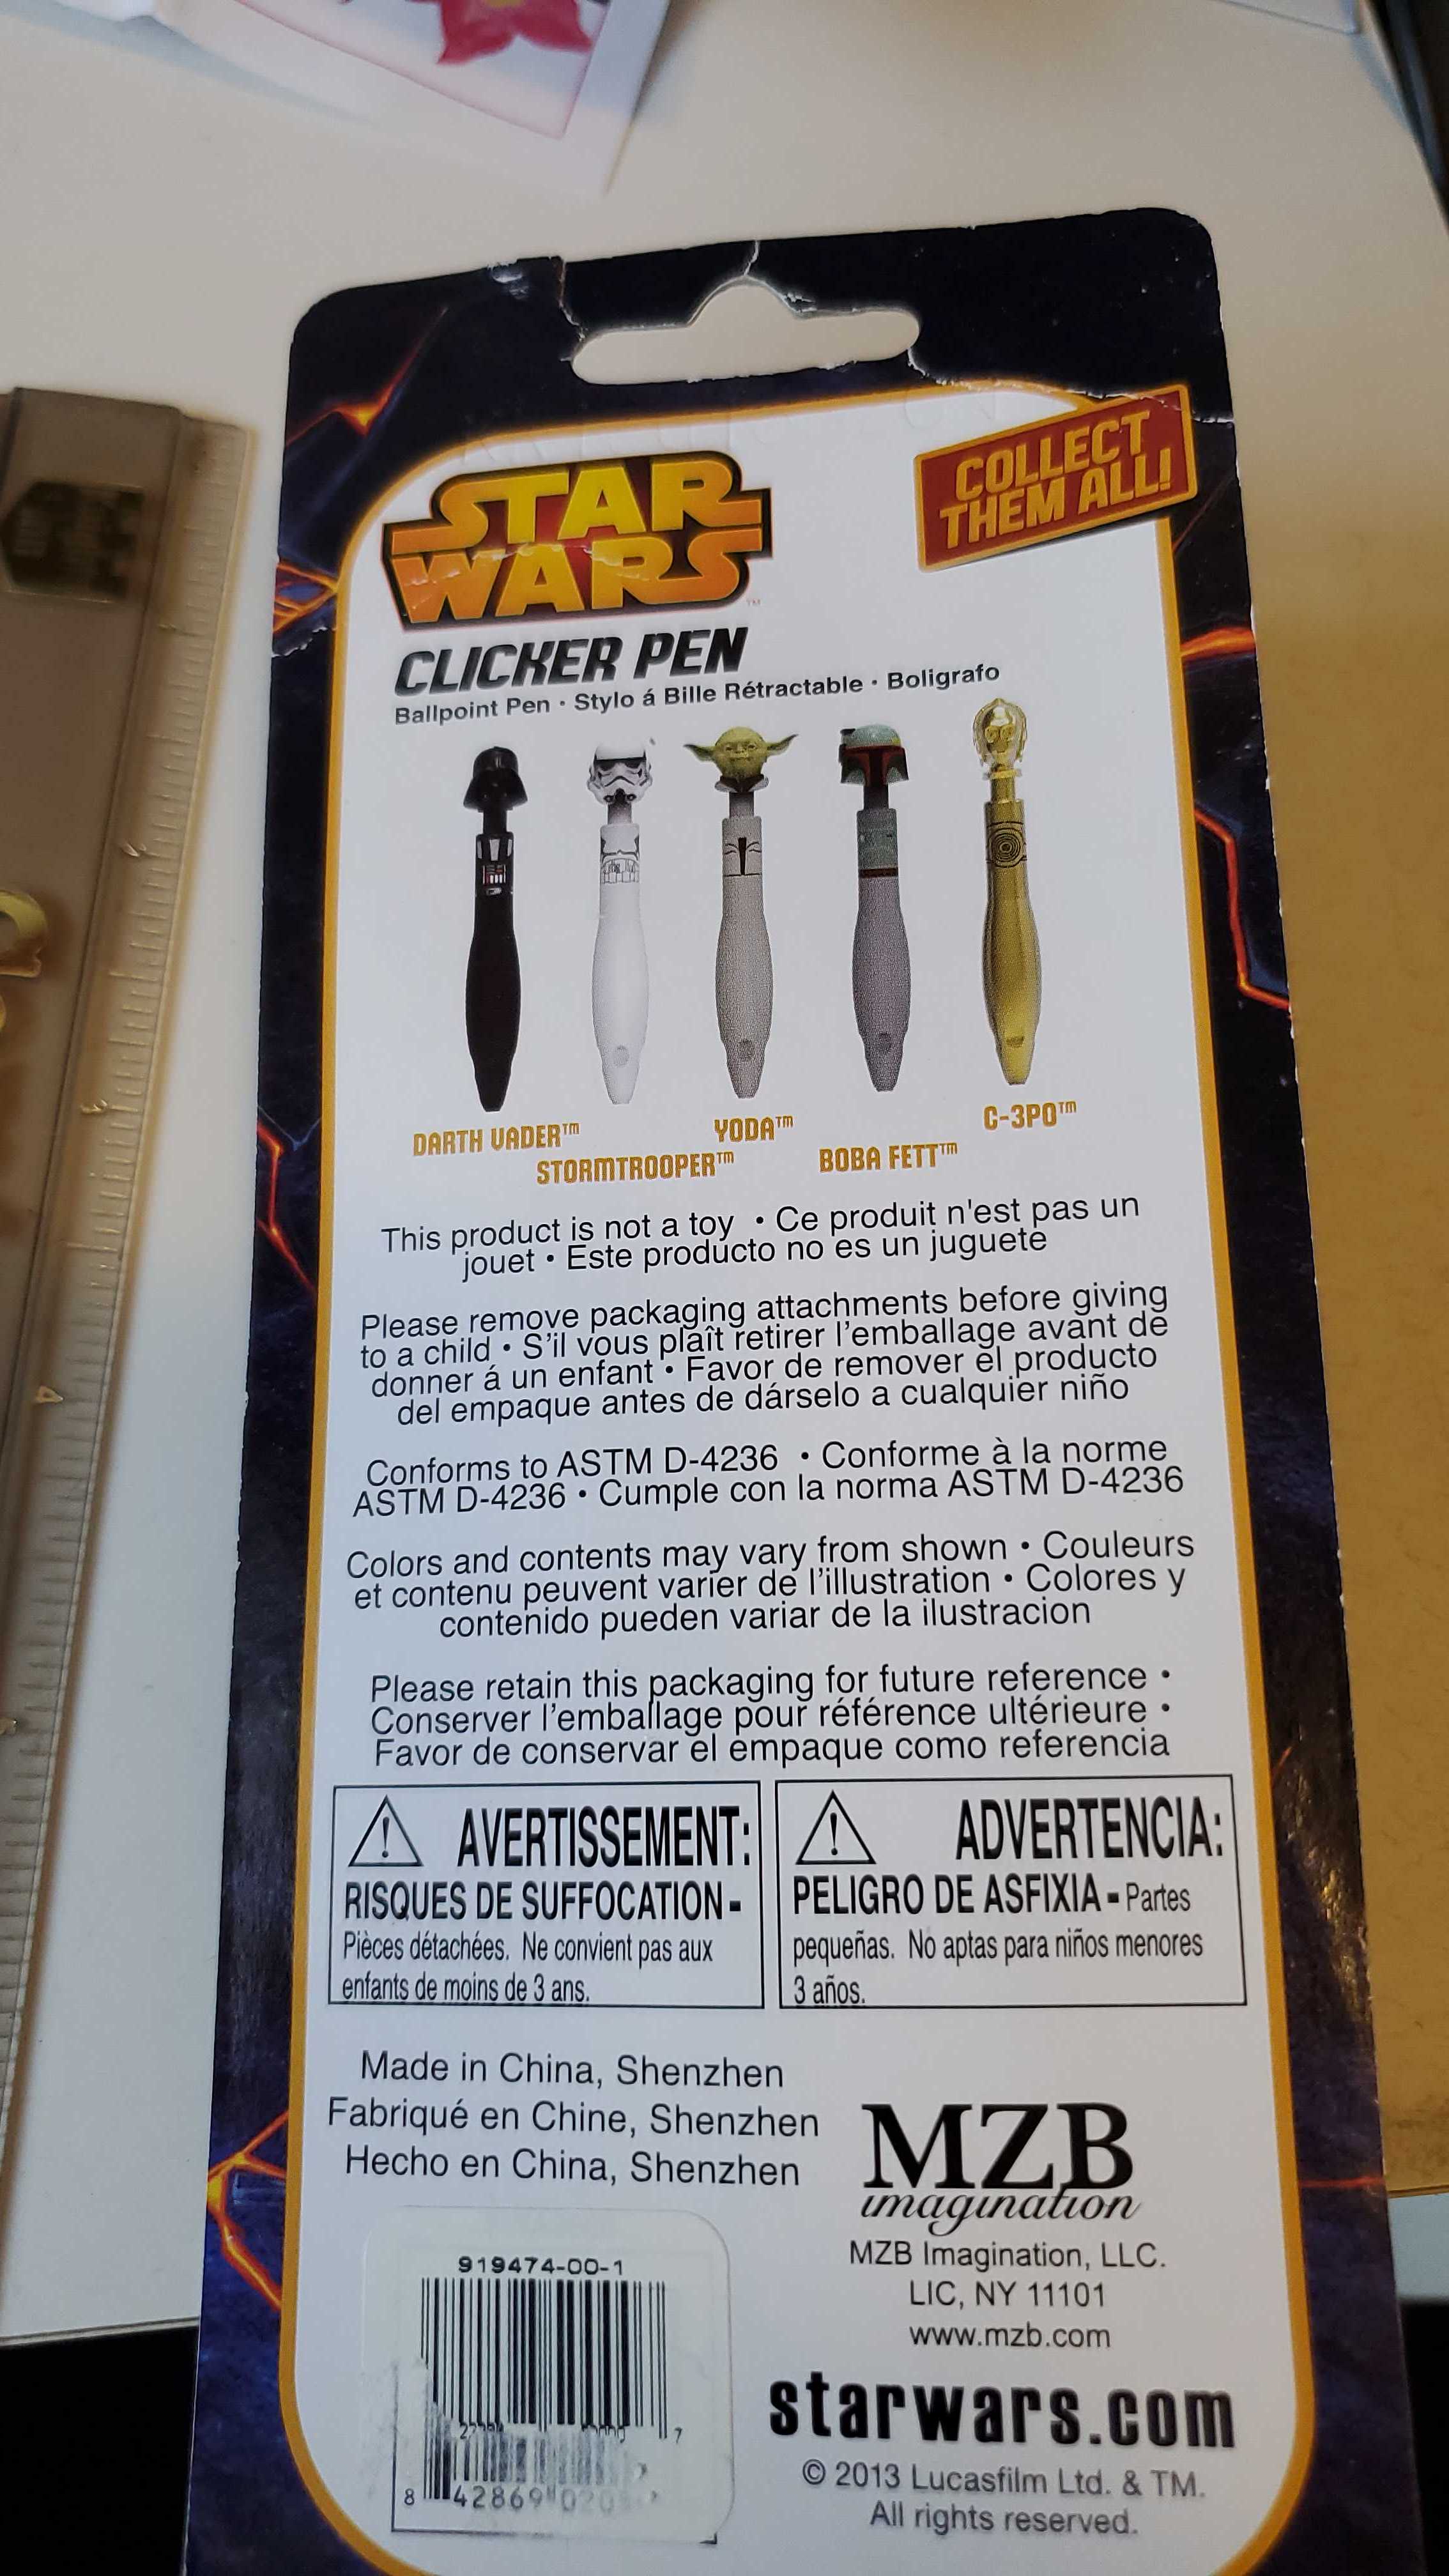 COLLECT
THEM ALL!
STAR
WARS
CLICKER PEN
Ballpoint Pen • Stylo á Bille Rétractable • Boligrafo
DARTH VADER™
STORMTROOPER™
YODA™
BOBA FETT™
C-3PO™
This product is not a toy • Ce produit n'est pas un
jouet • Este producto no es un juguete
Please remove packaging attachments before giving
to a child • S'il vous plaît retirer l'emballage avant de
donner á un enfant • Favor de remover el producto
del empaque antes de dárselo a cualquier niño
Conforms to ASTM D-4236 • Conforme à la norme
ASTM D-4236 • Cumple con la norma ASTM D-4236
Colors and contents may vary from shown • Couleurs
et contenu peuvent varier de l'illustration • Colores y
contenido pueden variar de la ilustracion
Please retain this packaging for future reference •
Conserver l'emballage pour référence ultérieure •
Favor de conservar el empaque como referencia
AVERTISSEMENT:
RISQUES DE SUFFOCATION -
Pièces détachées. Ne convient pas aux
enfants de moins de 3 ans.
ADVERTENCIA:
PELIGRO DE ASFIXIA - Partes
pequeñas. No aptas para niños menores
3 años.
Made in China, Shenzhen
Fabriqué en Chine, Shenzhen
Hecho en China, Shenzhen
MZB
imagination
MZB Imagination, LLC.
LIC, NY 11101
www.mzb.com
919474-00-1
7
8
starwars.com
© 2013 Lucasfilm Ltd. & TM.
All rights reserved.